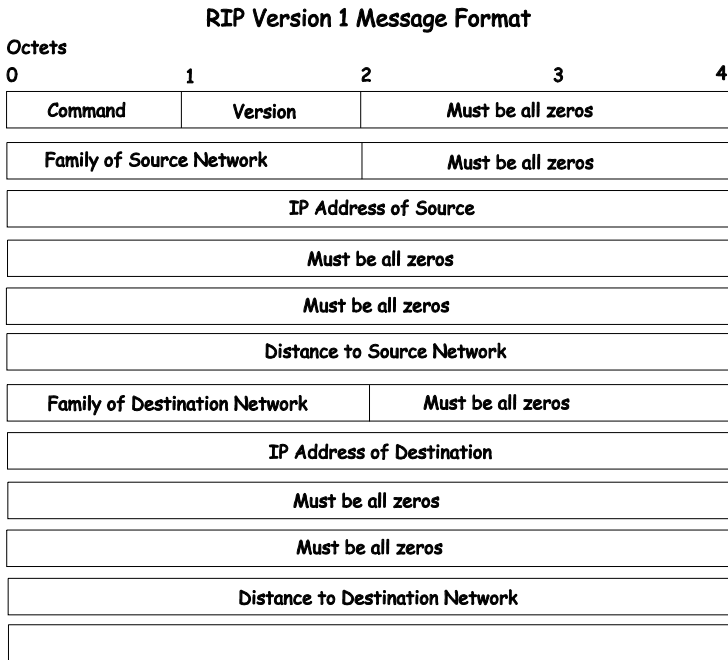 RIP Version 1 Message Format
Octets
0 1 2 3 4
Command Version Must be all zeros
Family of Source Network Must be all zeros
IP Address of Source
Must be all zeros
Must be all zeros
Distance to Source Network
Family of Destination Network Must be all zeros
IP Address of Destination
Must be all zeros
Must be all zeros
Distance to Destination Network